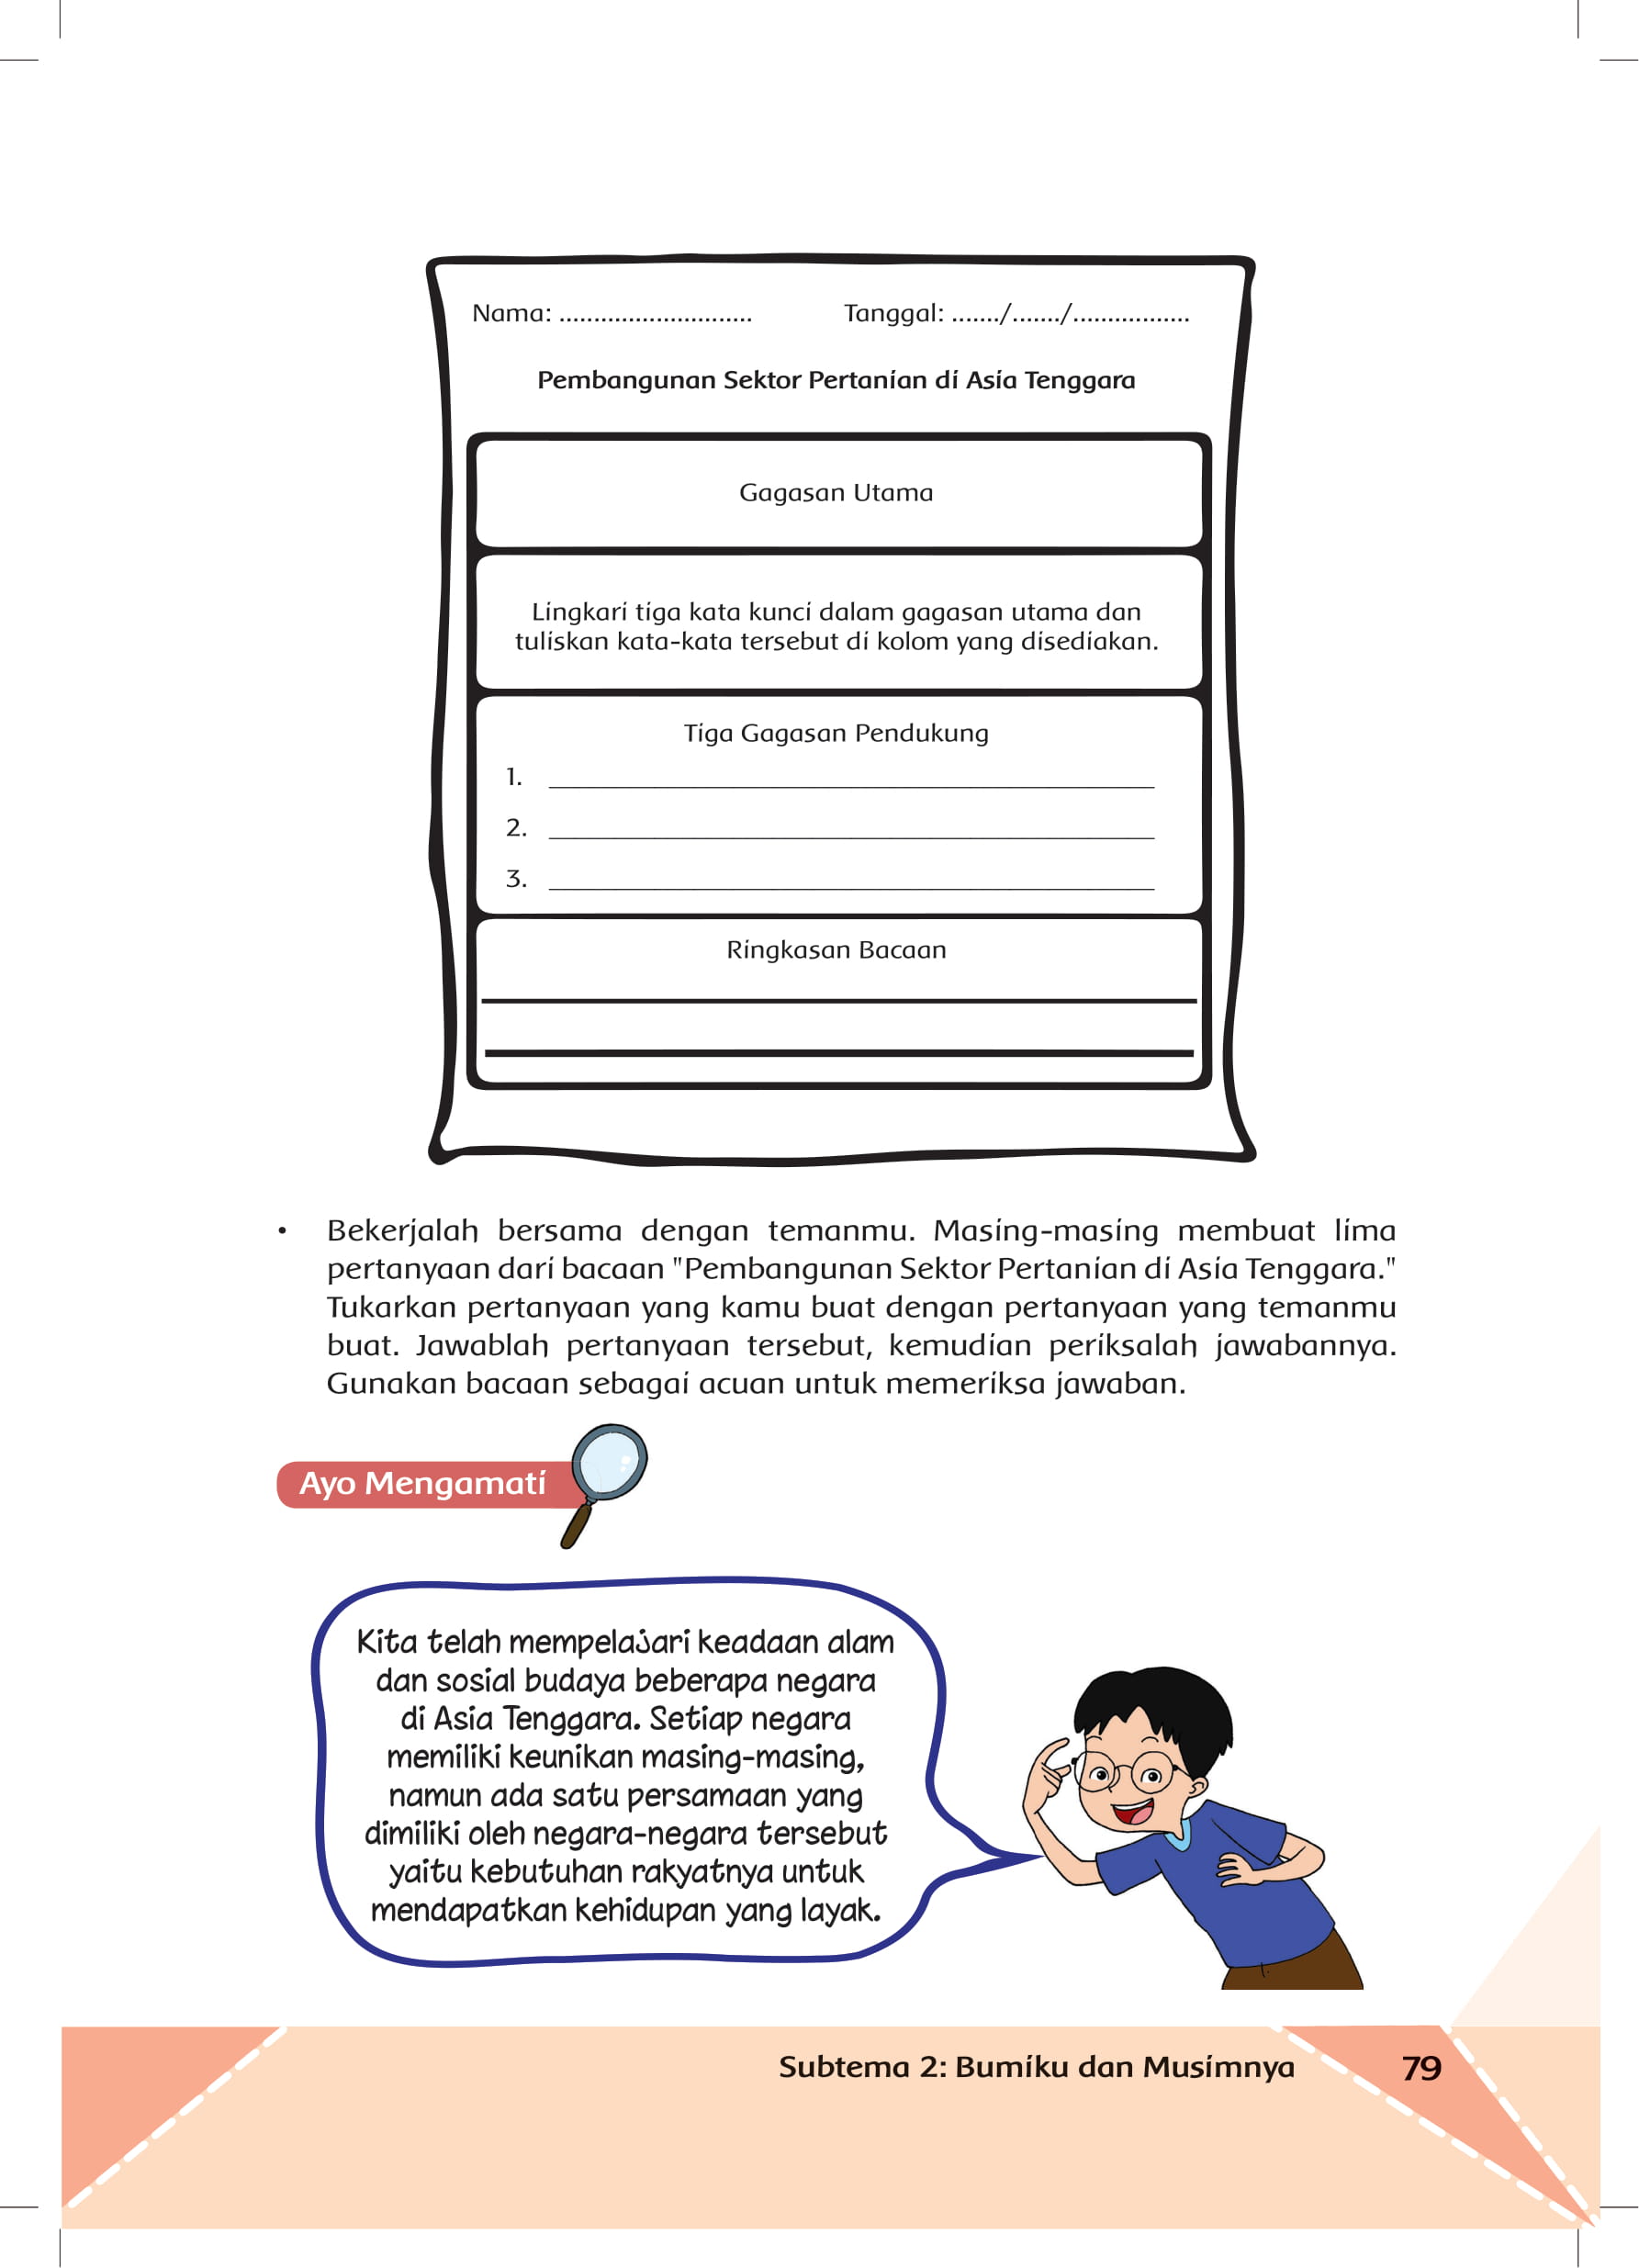 Nama: ............................ Tanggal: ......./......./.................
Pembangunan Sektor Pertanian di Asia Tenggara
Gagasan Utama
Lingkari tiga kata kunci dalam gagasan utama dan
tuliskan kata-kata tersebut di kolom yang disediakan.
Tiga Gagasan Pendukung
1. ____________________
2. ____________________
3. ____________________
Ringkasan Bacaan
• Bekerjalah bersama dengan temanmu. Masing-masing membuat lima
pertanyaan dari bacaan "Pembangunan Sektor Pertanian di Asia Tenggara."
Tukarkan pertanyaan yang kamu buat dengan pertanyaan yang temanmu
buat. Jawablah pertanyaan tersebut, kemudian periksalah jawabannya.
Gunakan bacaan sebagai acuan untuk memeriksa jawaban.
Ayo Mengamati
Kita telah mempelajari keadaan alam
dan sosial budaya beberapa negara
di Asia Tenggara. Setiap negara
memiliki keunikan masing-masing,
namun ada satu persamaan yang
dimiliki oleh negara-negara tersebut
yaitu kebutuhan rakyatnya untuk
mendapatkan kehidupan yang layak.
Subtema 2: Bumiku dan Musimnya 79